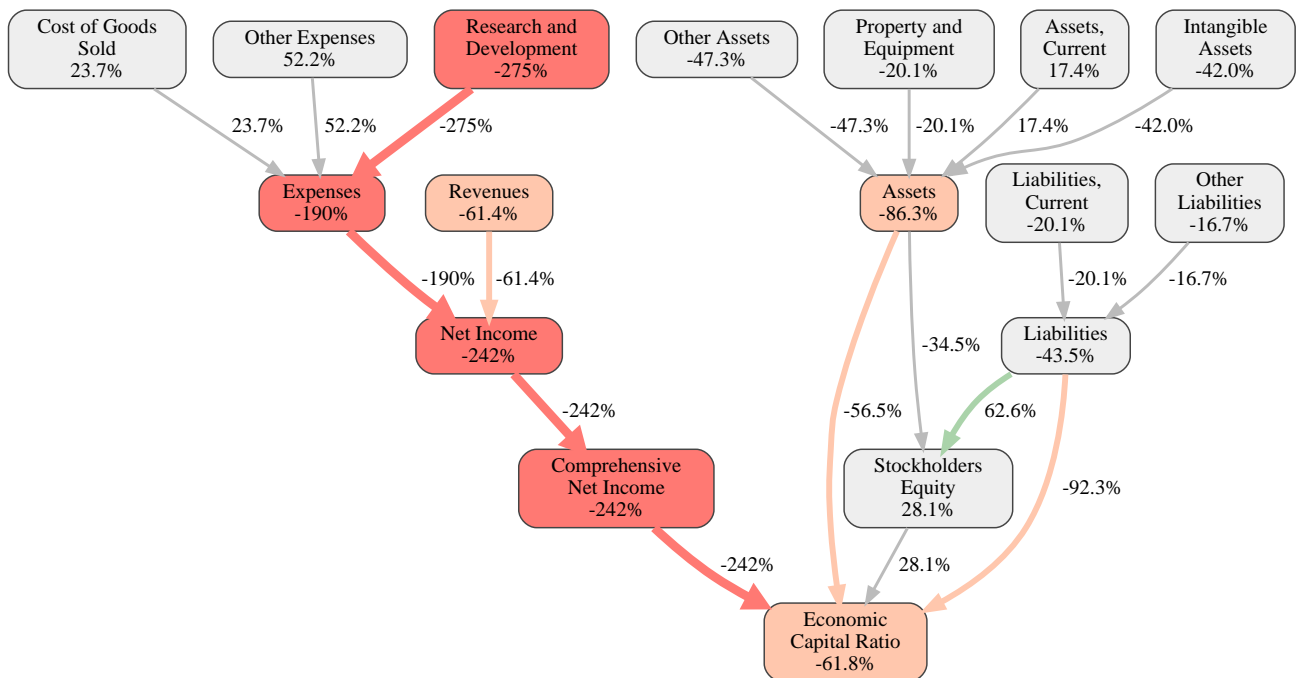 Cost of Goods
Sold
23.7%
Other Expenses
52.2%
Research and
Development
-275%
Other Assets
-47.3%
Property and
Equipment
-20.1%
Assets,
Current
17.4%
Intangible
Assets
-42.0%
23.7%
52.2%
-275%
-47.3%
-20.1%
17.4%
-42.0%
Expenses
-190%
Revenues
-61.4%
Assets
-86.3%
Liabilities,
Current
-20.1%
Other
Liabilities
-16.7%
-190%
-61.4%
-20.1%
-16.7%
Net Income
-242%
-34.5%
Liabilities
-43.5%
-242%
-56.5%
62.6%
Comprehensive
Net Income
-242%
Stockholders
Equity
28.1%
-92.3%
-242%
28.1%
Economic
Capital Ratio
-61.8%